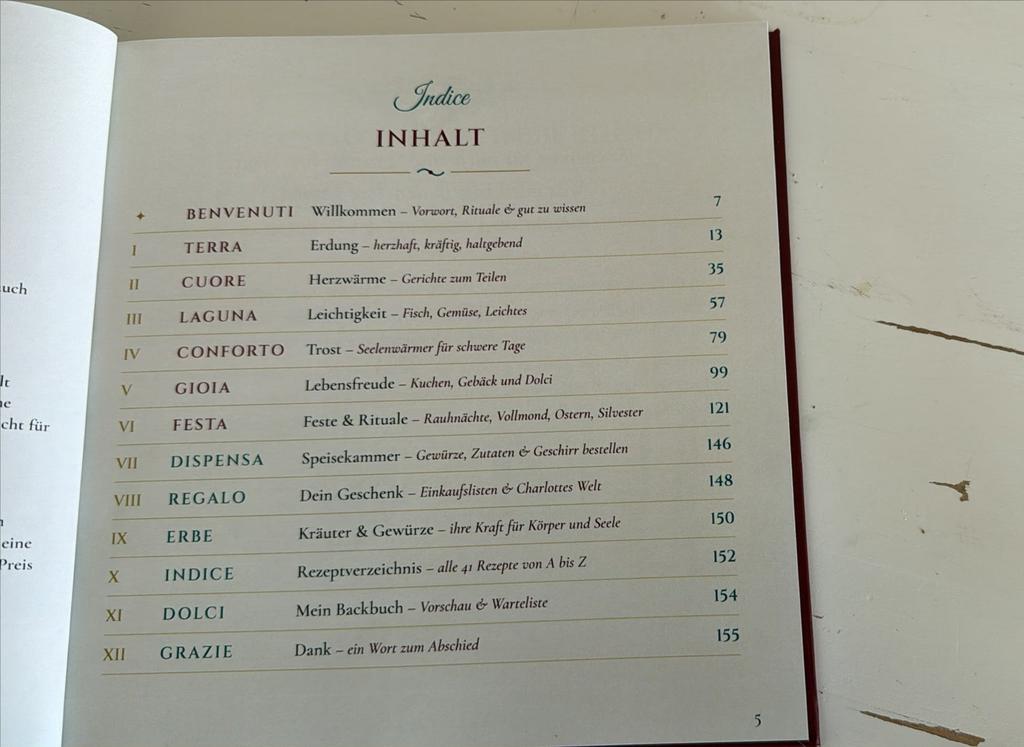 uch
lt
ne
cht für
n
eine
Preis
Indice
INHALT
✦ BENVENUTI Willkommen – Vorwort, Rituale & gut zu wissen 7
I TERRA Erdung – herzhaft, kräftig, haltgebend 13
II CUORE Herzwärme – Gerichte zum Teilen 35
III LAGUNA Leichtigkeit – Fisch, Gemüse, Leichtes 57
IV CONFORTO Trost – Seelenwärmer für schwere Tage 79
V GIOIA Lebensfreude – Kuchen, Gebäck und Dolci 99
VI FESTA Feste & Rituale – Rauhnächte, Vollmond, Ostern, Silvester 121
VII DISPENSA Speisekammer – Gewürze, Zutaten & Geschirr bestellen 146
VIII REGALO Dein Geschenk – Einkaufslisten & Charlottes Welt 148
IX ERBE Kräuter & Gewürze – ihre Kraft für Körper und Seele 150
X INDICE Rezeptverzeichnis – alle 41 Rezepte von A bis Z 152
XI DOLCI Mein Backbuch – Vorschau & Warteliste 154
XII GRAZIE Dank – ein Wort zum Abschied 155
5